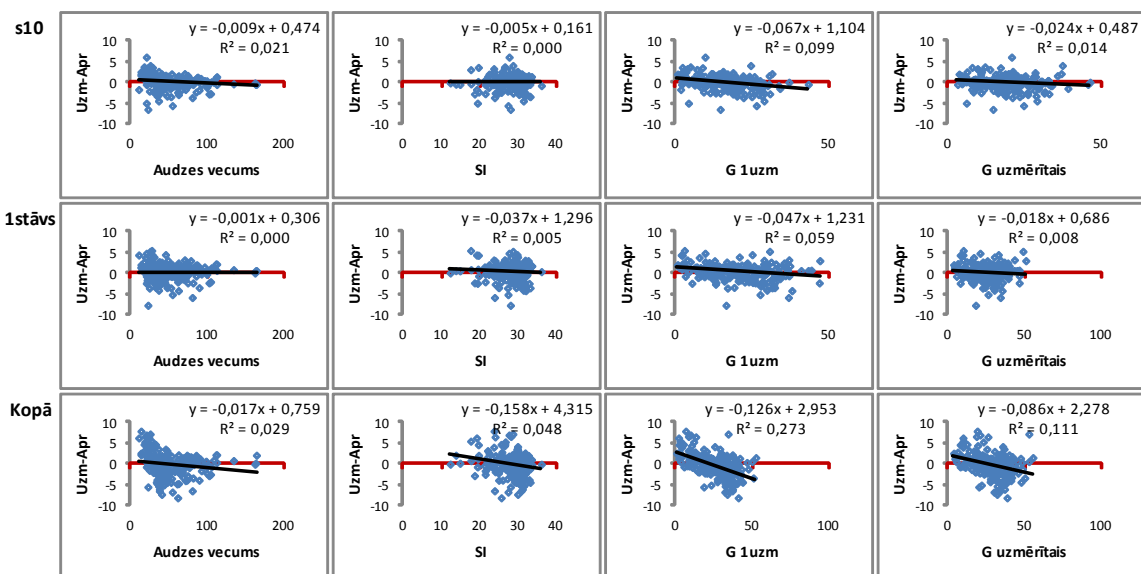 s10
y = -0,009x + 0,474
R² = 0,021
Uzm-Apr
10
5
0
-5
-10
0 100 200
Audzes vecums
y = -0,005x + 0,161
R² = 0,000
Uzm-Apr
10
5
0
-5
-10
0 10 20 30 40
SI
y = -0,067x + 1,104
R² = 0,099
Uzm-Apr
10
5
0
-5
-10
0 50
G 1uzm
y = -0,024x + 0,487
R² = 0,014
Uzm-Apr
10
5
0
-5
-10
0 50
G uzmērītais
1stāvs
y = -0,001x + 0,306
R² = 0,000
Uzm-Apr
10
5
0
-5
-10
0 100 200
Audzes vecums
y = -0,037x + 1,296
R² = 0,005
Uzm-Apr
10
5
0
-5
-10
0 10 20 30 40
SI
y = -0,047x + 1,231
R² = 0,059
Uzm-Apr
10
5
0
-5
-10
0 50
G 1uzm
y = -0,018x + 0,686
R² = 0,008
Uzm-Apr
10
5
0
-5
-10
0 50 100
G uzmērītais
Kopā
y = -0,017x + 0,759
R² = 0,029
Uzm-Apr
10
5
0
-5
-10
0 100 200
Audzes vecums
y = -0,158x + 4,315
R² = 0,048
Uzm-Apr
10
5
0
-5
-10
0 10 20 30 40
SI
y = -0,126x + 2,953
R² = 0,273
Uzm-Apr
10
5
0
-5
-10
0 50 100
G 1uzm
y = -0,086x + 2,278
R² = 0,111
Uzm-Apr
10
5
0
-5
-10
0 50 100
G uzmērītais